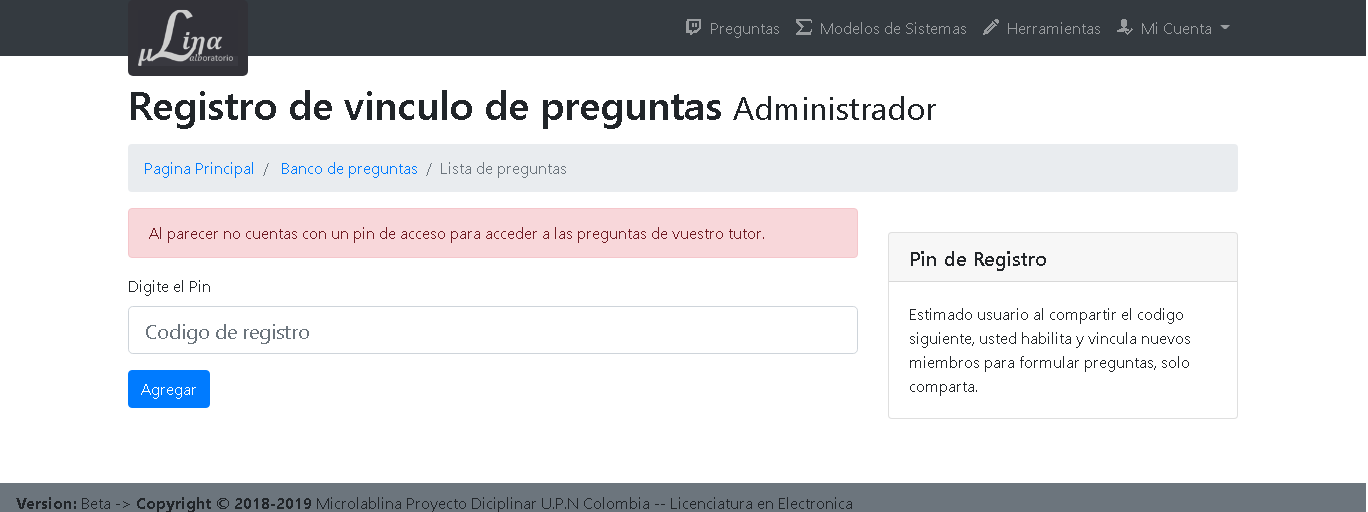 μLinα
alboratorio
Preguntas
Modelos de Sistemas
Herramientas
Mi Cuenta
Registro de vinculo de preguntas Administrador
Pagina Principal / Banco de preguntas / Lista de preguntas
Al parecer no cuentas con un pin de acceso para acceder a las preguntas de vuestro tutor.
Digite el Pin
Codigo de registro
Agregar
Pin de Registro
Estimado usuario al compartir el codigo
siguiente, usted habilita y vincula nuevos
miembros para formular preguntas, solo
comparta.
Version: Beta -> Copyright © 2018-2019 Microlablina Proyecto Diciplinar U.P.N Colombia -- Licenciatura en Electronica